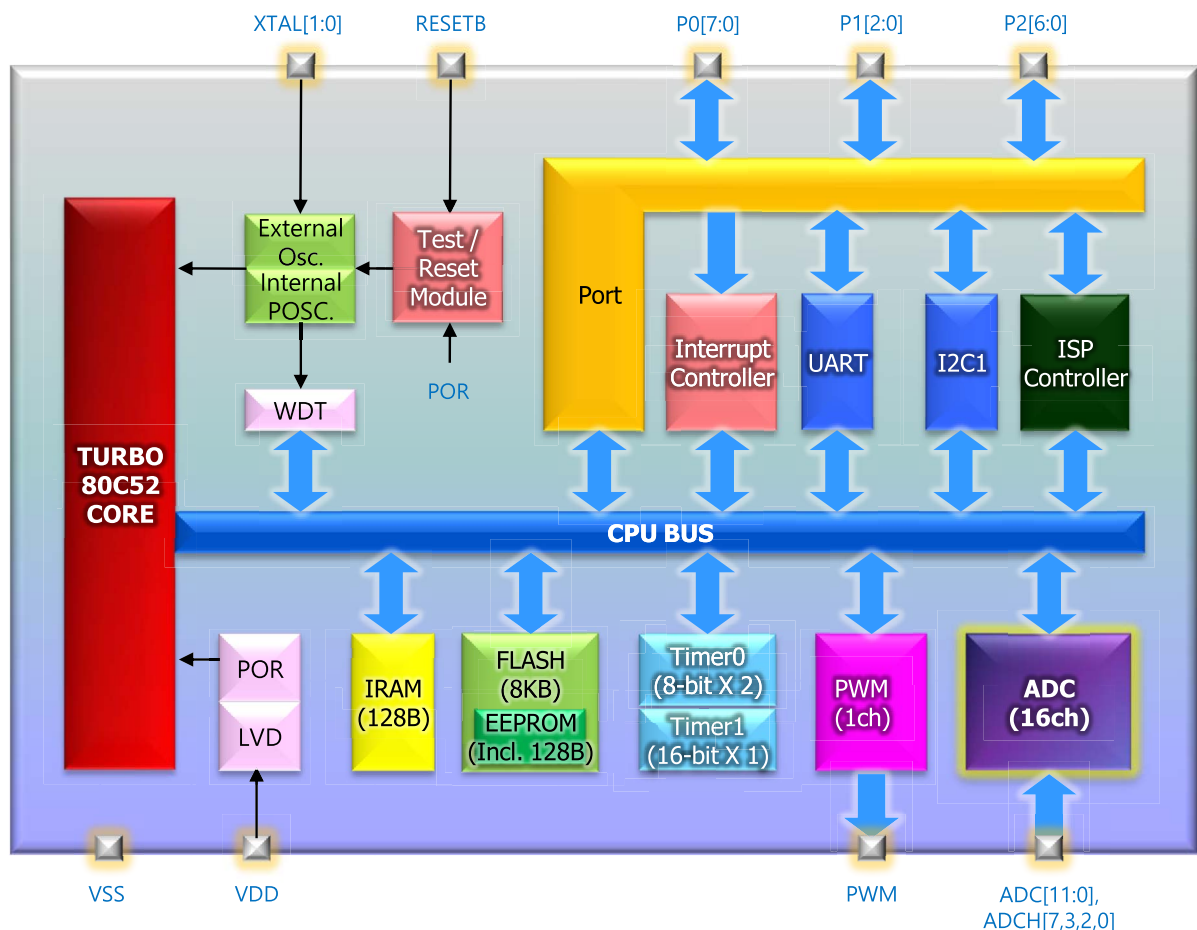 XTAL[1:0]
RESETB
P0[7:0]
P1[2:0]
P2[6:0]
External
Osc.
Internal
POSC.
Test /
Reset
Module
Port
Interrupt
Controller
UART
I2C1
ISP
Controller
POR
WDT
TURBO
80C52
CORE
CPU BUS
POR
LVD
IRAM
(128B)
FLASH
(8KB)
EEPROM
(Incl. 128B)
Timer0
(8-bit X 2)
Timer1
(16-bit X 1)
PWM
(1ch)
ADC
(16ch)
VSS
VDD
PWM
ADC[11:0],
ADCH[7,3,2,0]